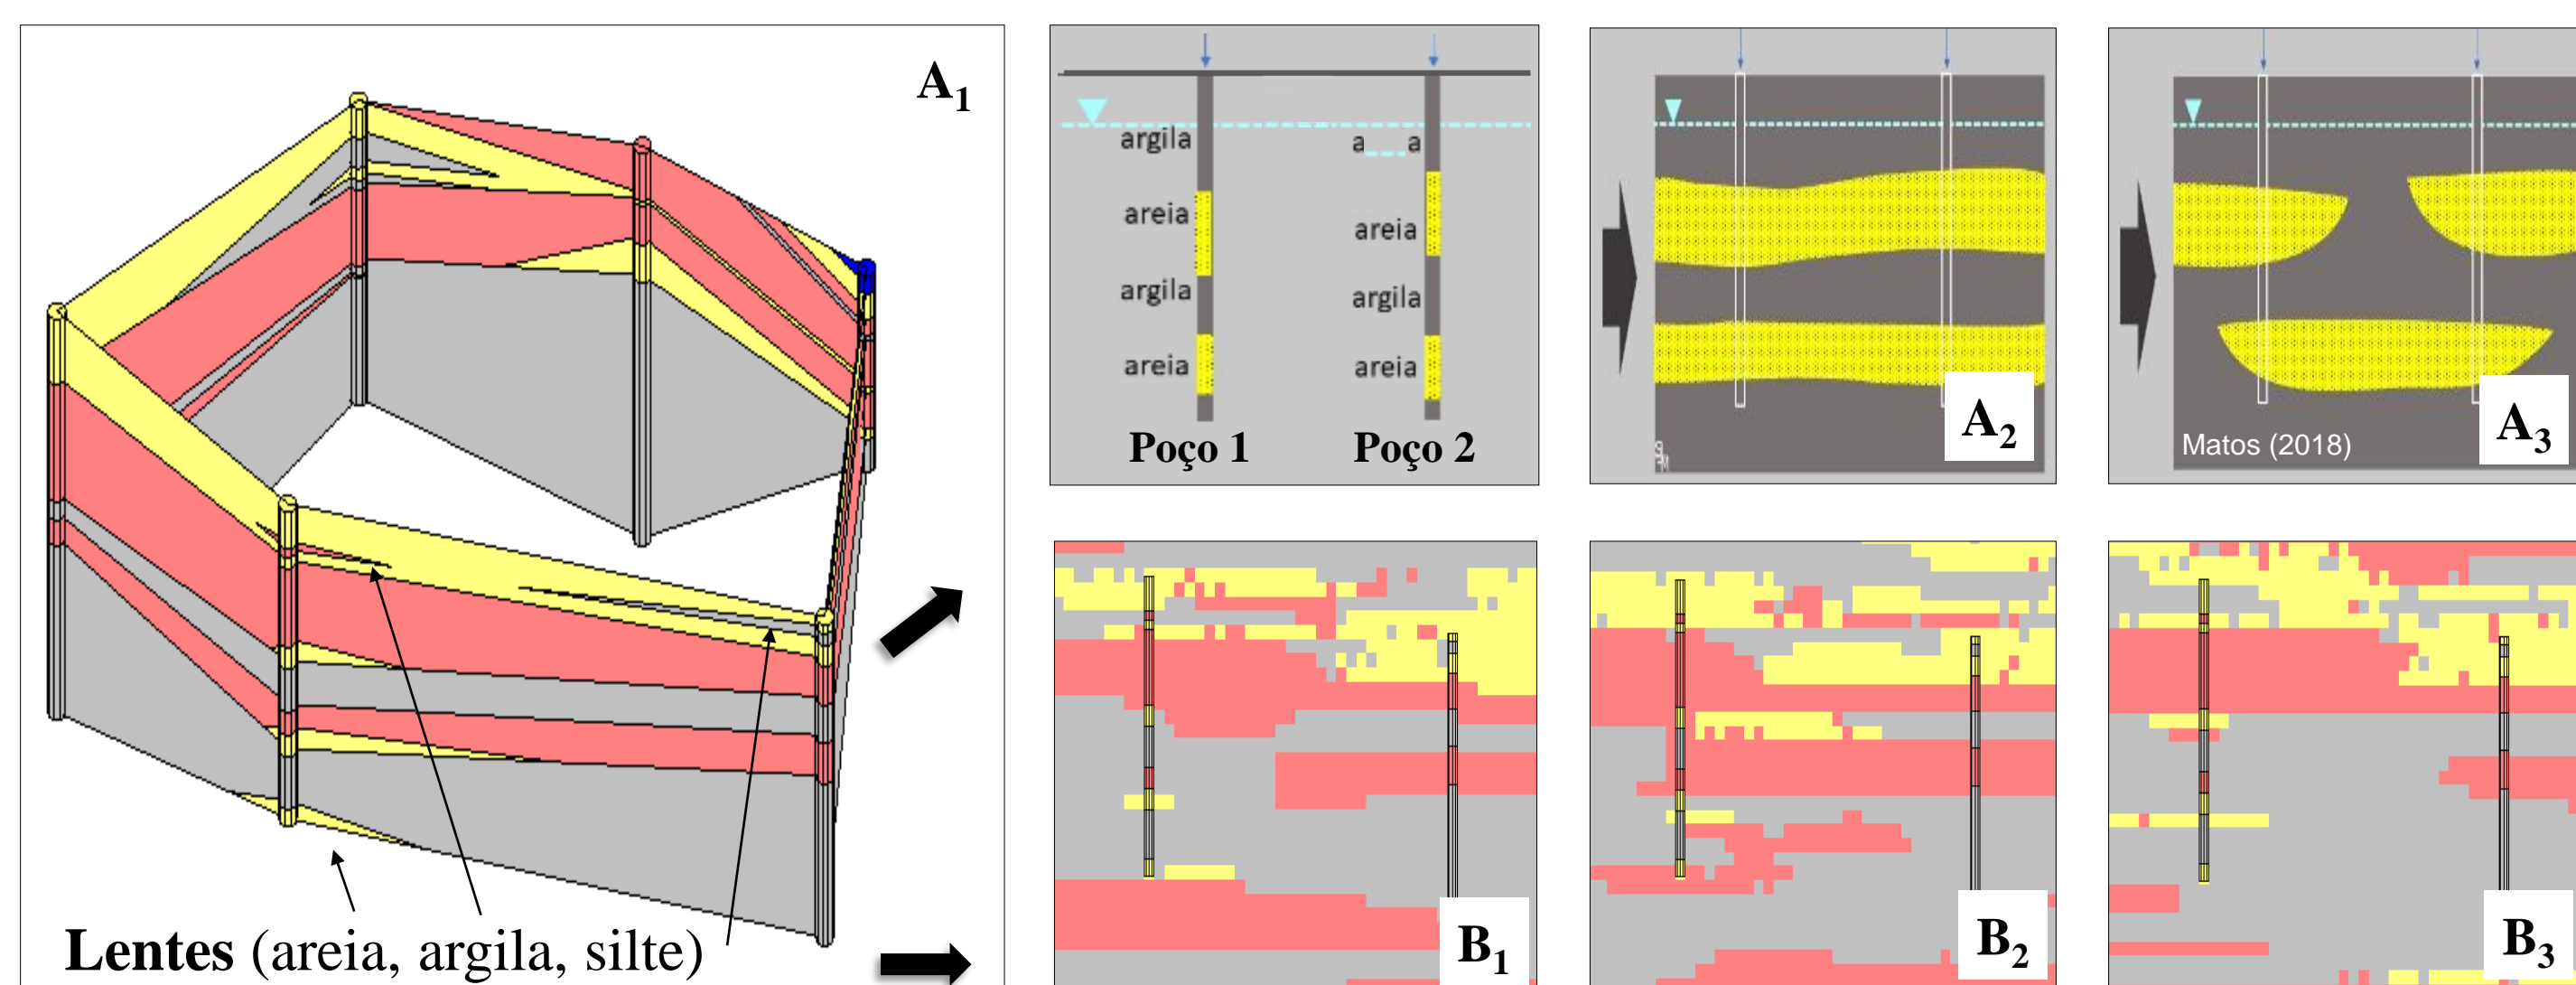 A₁
Lentes (areia, argila, silte)
argila
areia
argila
areia
Poço 1
a a
areia
argila
areia
Poço 2
A₂
Matos (2018)
A₃
B₁
B₂
B₃